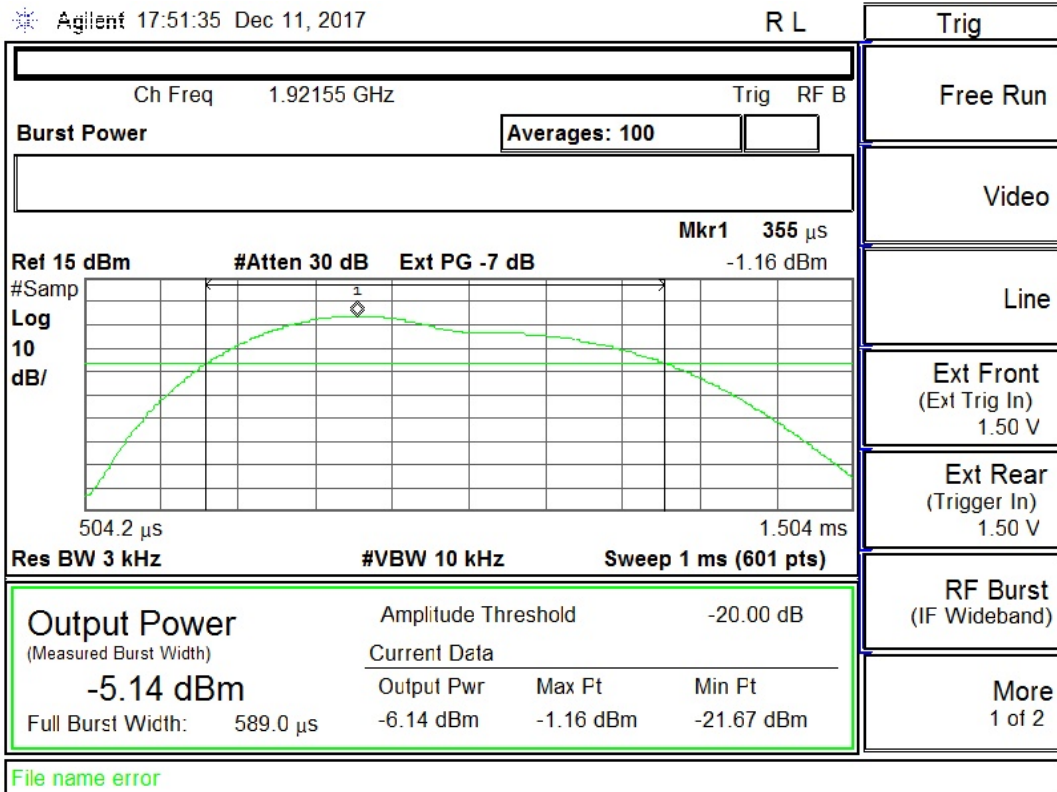 Agilent 17:51:35 Dec 11, 2017 R L
Trig
Ch Freq 1.92155 GHz Trig RF B
Burst Power Averages: 100
Mkr1 355 μs
Ref 15 dBm #Atten 30 dB Ext PG -7 dB -1.16 dBm
#Samp
Log
10
dB/
1
504.2 μs 1.504 ms
Res BW 3 kHz #VBW 10 kHz Sweep 1 ms (601 pts)
Output Power
(Measured Burst Width)
-5.14 dBm
Full Burst Width: 589.0 μs
Amplitude Threshold -20.00 dB
Current Data
Output Pwr Max Pt Min Pt
-6.14 dBm -1.16 dBm -21.67 dBm
File name error
Free Run
Video
Line
Ext Front
(Ext Trig In)
1.50 V
Ext Rear
(Trigger In)
1.50 V
RF Burst
(IF Wideband)
More
1 of 2